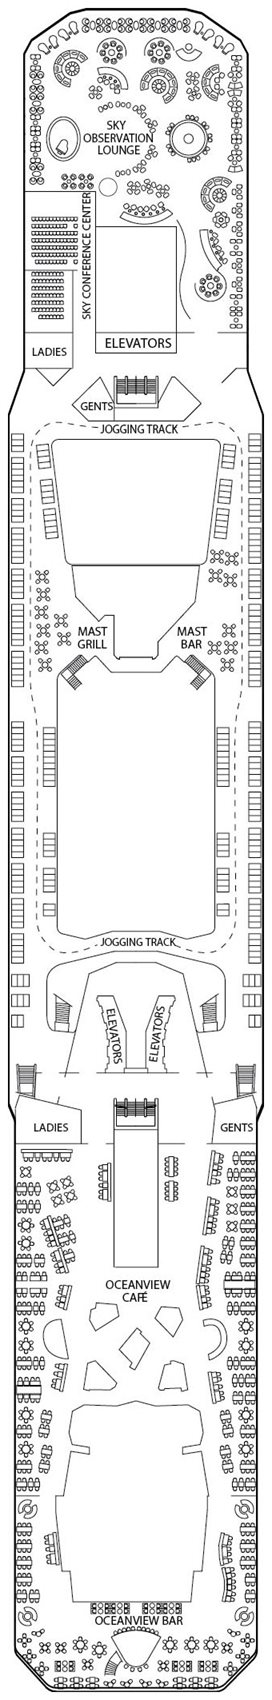 SKY
OBSERVATION
LOUNGE
SKY CONFERENCE CENTER
LADIES
ELEVATORS
GENTS
JOGGING TRACK
MAST
GRILL
MAST
BAR
JOGGING TRACK
ELEVATORS
ELEVATORS
LADIES
GENTS
OCEANVIEW
CAFÉ
OCEANVIEW BAR